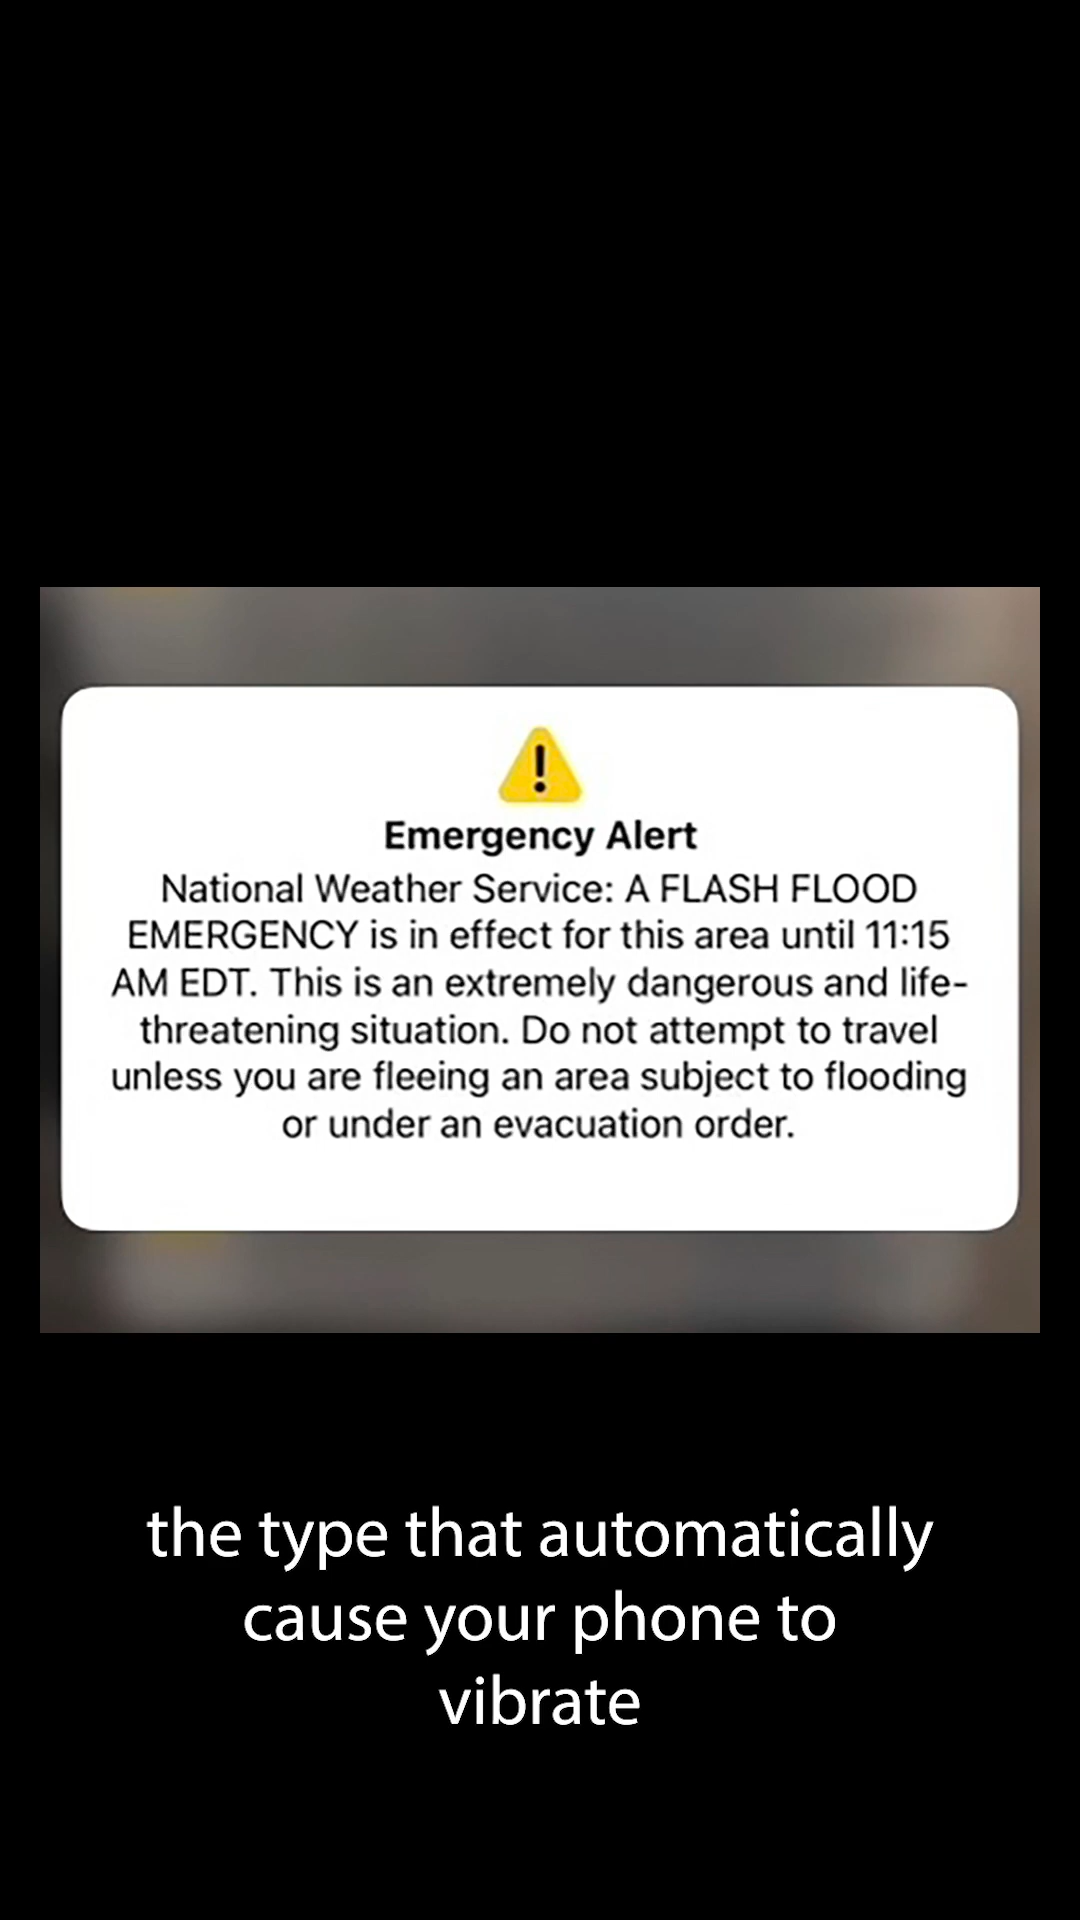 Emergency Alert
National Weather Service: A FLASH FLOOD
EMERGENCY is in effect for this area until 11:15
AM EDT. This is an extremely dangerous and life-
threatening situation. Do not attempt to travel
unless you are fleeing an area subject to flooding
or under an evacuation order.
the type that automatically
cause your phone to
vibrate